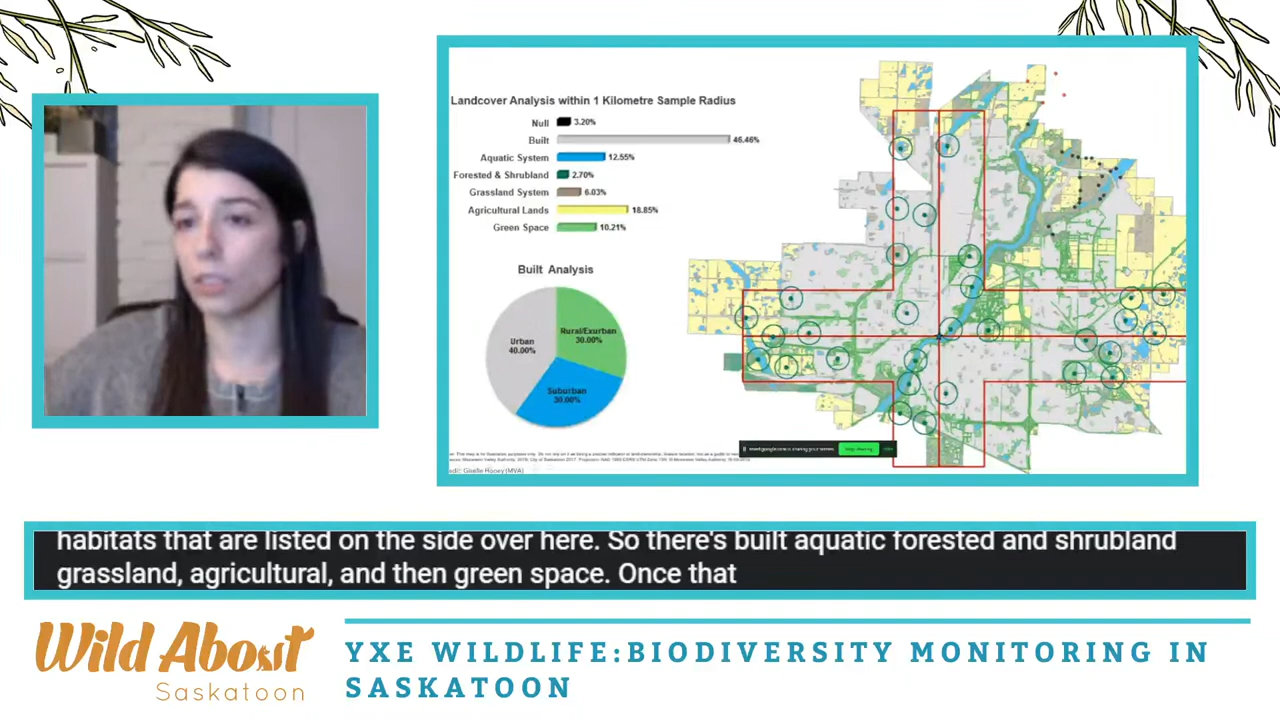 Landcover Analysis within 1 Kilometre Sample Radius
Null 3.20%
Built 46.46%
Aquatic System 12.55%
Forested & Shrubland 2.70%
Grassland System 6.03%
Agricultural Lands 18.85%
Green Space 10.21%
Built Analysis
Urban
40.00%
Rural/Exurban
30.00%
Suburban
30.00%
Giselle
(MVA)
habitats that are listed on the side over here. So there's built aquatic forested and shrubland
grassland, agricultural, and then green space. Once that
Wild About
Saskatoon
YXE WILDLIFE:BIODIVERSITY MONITORING IN
SASKATOON